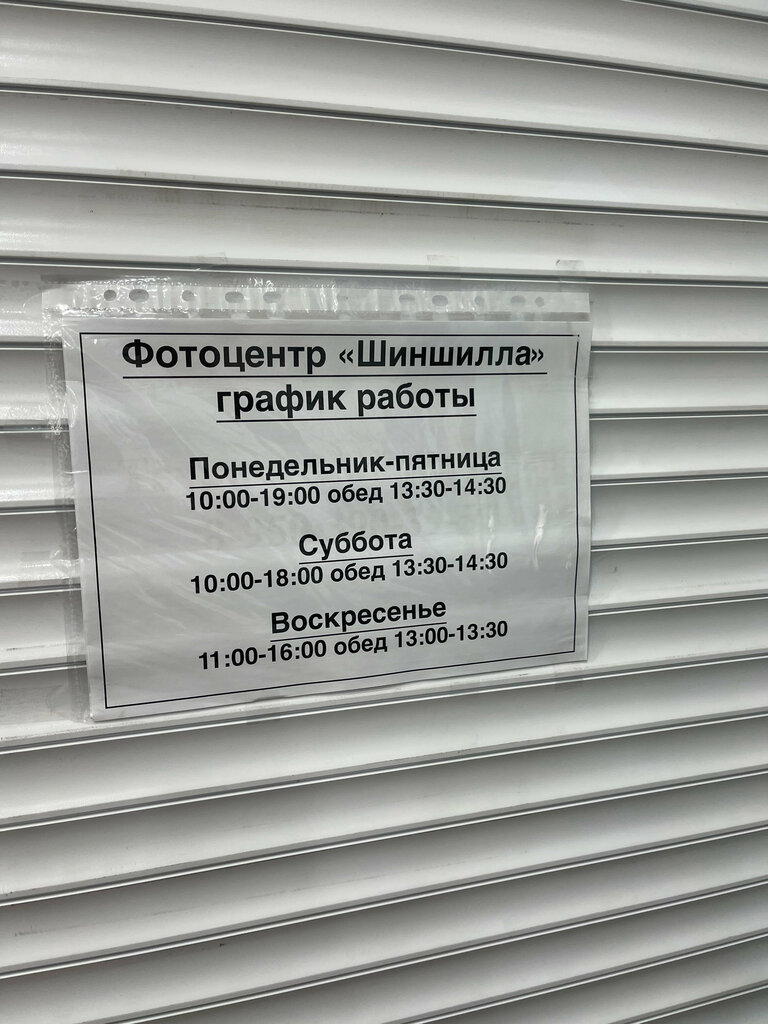 Фотоцентр «Шиншилла»
график работы
Понедельник-пятница
10:00-19:00 обед 13:30-14:30
Суббота
10:00-18:00 обед 13:30-14:30
Воскресенье
11:00-16:00 обед 13:00-13:30